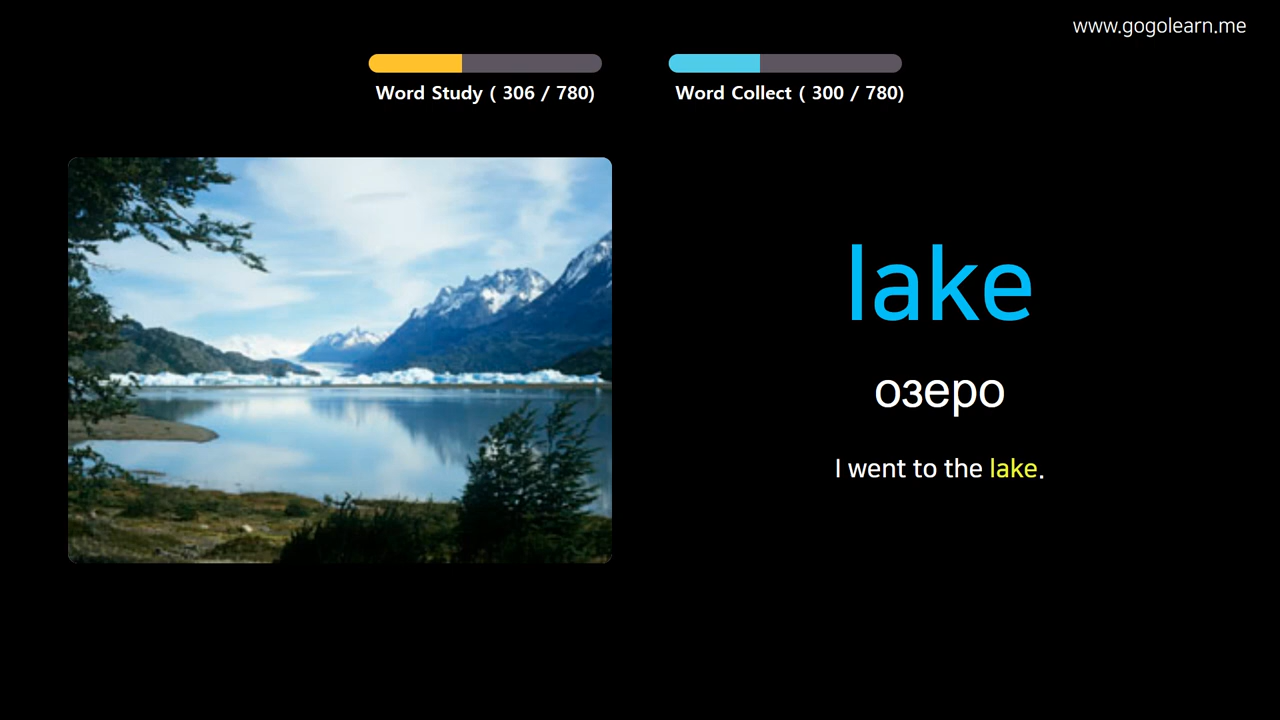 www.gogolearn.me
Word Study ( 306 / 780)
Word Collect ( 300 / 780)
lake
озеро
I went to the lake.